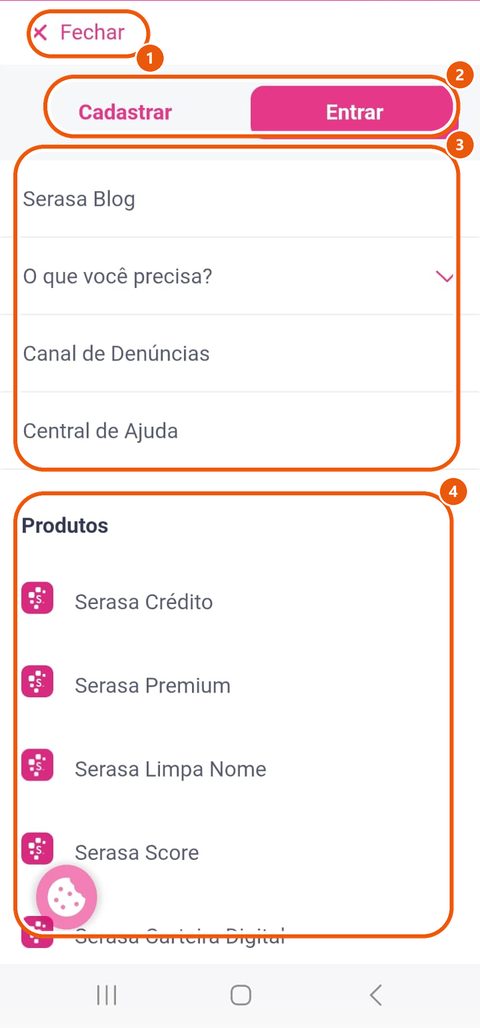 Fechar
1
2
Cadastrar Entrar
3
Serasa Blog
O que você precisa?
Canal de Denúncias
Central de Ajuda
4
Produtos
S. Serasa Crédito
S. Serasa Premium
S. Serasa Limpa Nome
S. Serasa Score
Serasa Carteira Digital